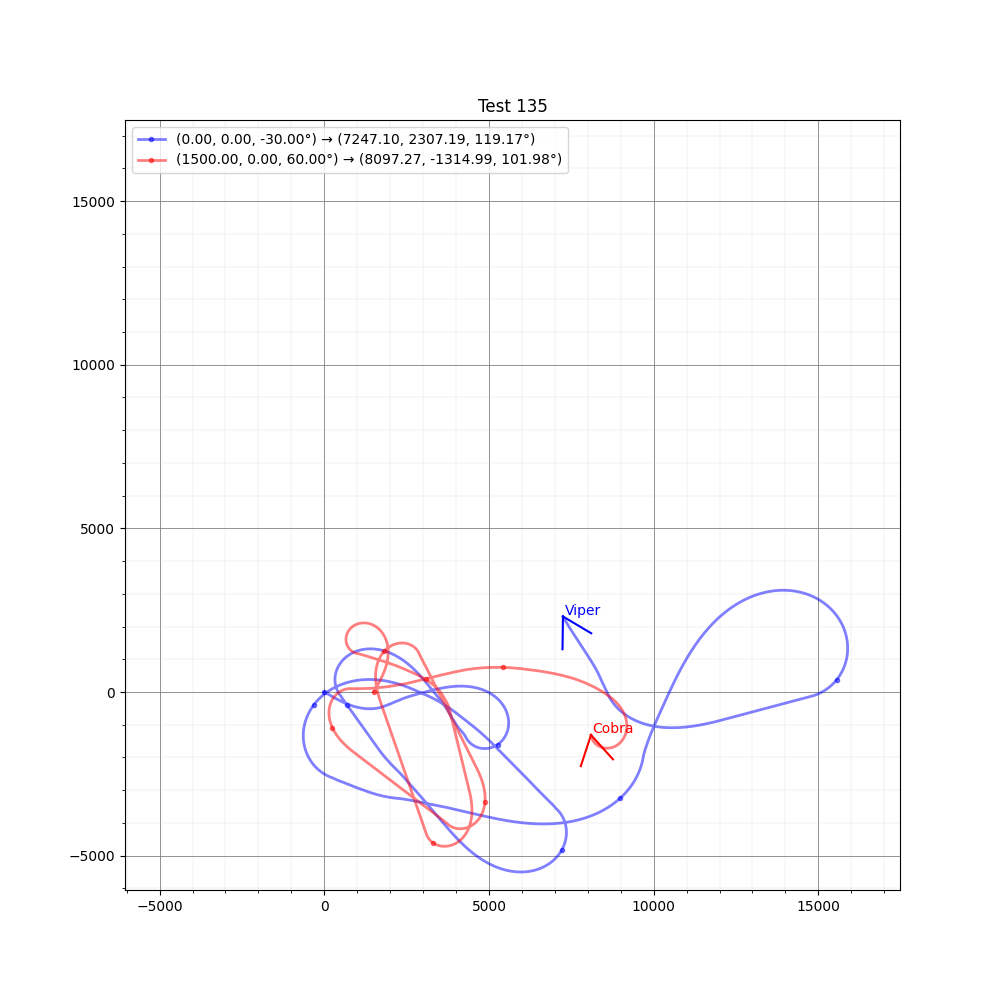 Test 135
(0.00, 0.00, -30.00°) → (7247.10, 2307.19, 119.17°)
(1500.00, 0.00, 60.00°) → (8097.27, -1314.99, 101.98°)
15000
10000
5000
0
−5000
Viper
Cobra
−5000
0
5000
10000
15000